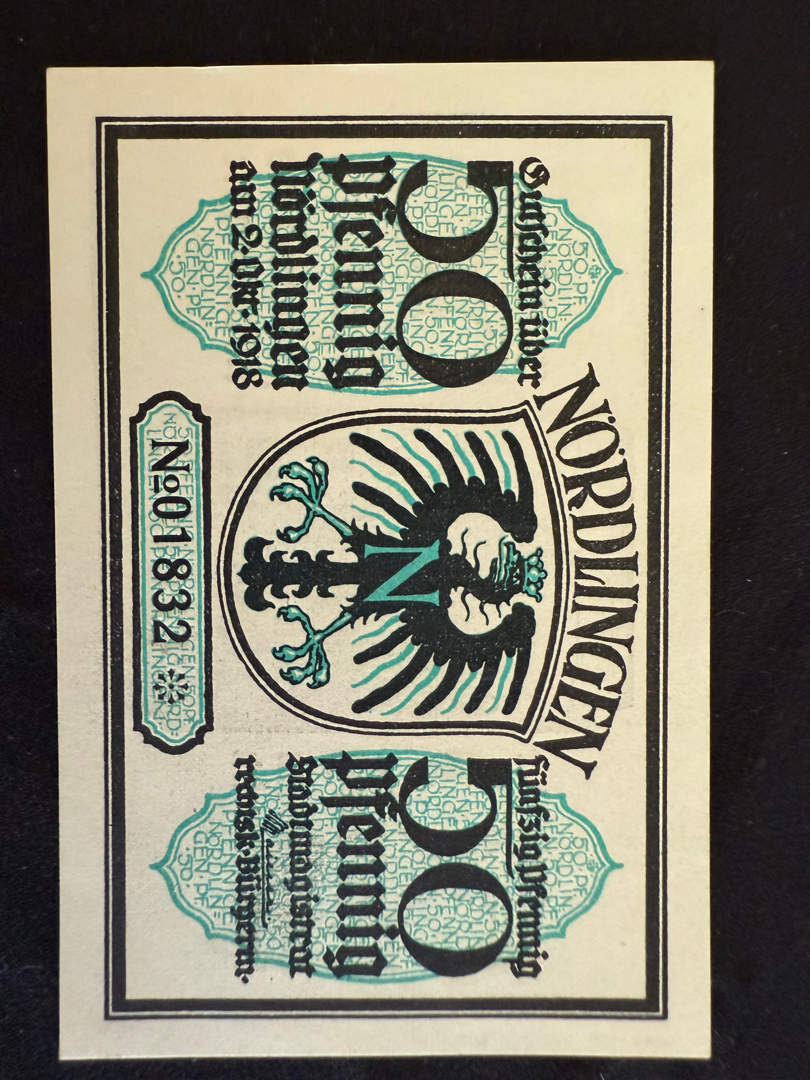 NÖRDLINGEN
Gutschein über
50
Pfennig
Nördlingen
am 2. Okt. 1918
N
Fünfzig Pfennig
50
Pfennig
Stadtmagistrat
rechtsk. Bürgerm.
No 01832